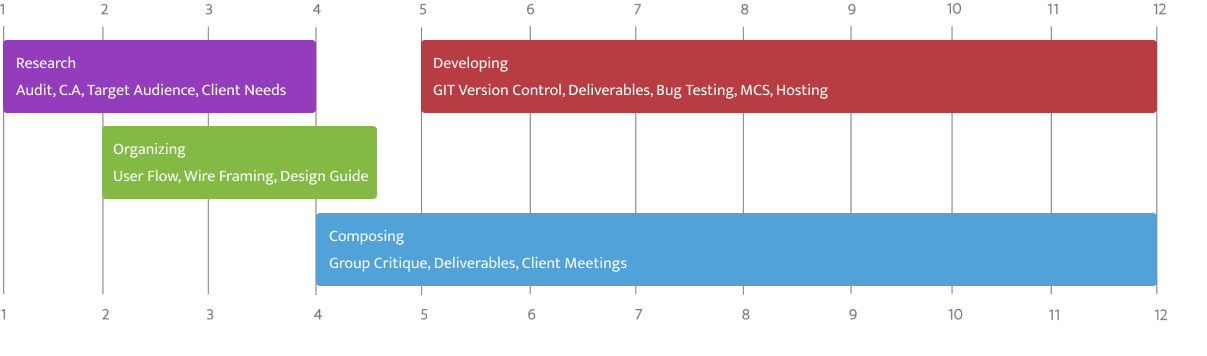 1 2 3 4 5 6 7 8 9 10 11 12
Research
Audit, C.A, Target Audience, Client Needs
Developing
GIT Version Control, Deliverables, Bug Testing, MCS, Hosting
Organizing
User Flow, Wire Framing, Design Guide
Composing
Group Critique, Deliverables, Client Meetings
1 2 3 4 5 6 7 8 9 10 11 12